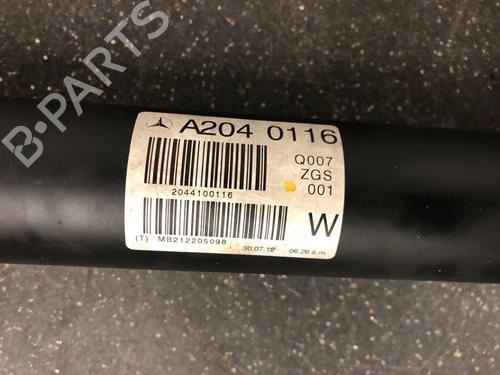 A204 0116
Q007
ZGS
001
2044100116
W
(T) MB212205098
30.07.12 06:26 a.m.
B-PARTS